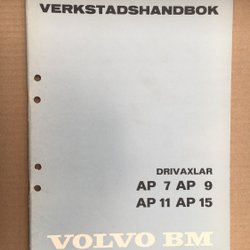 VERKSTADSHANDBOK
DRIVAXLAR
AP 7 AP 9
AP 11 AP 15
VOLVO BM